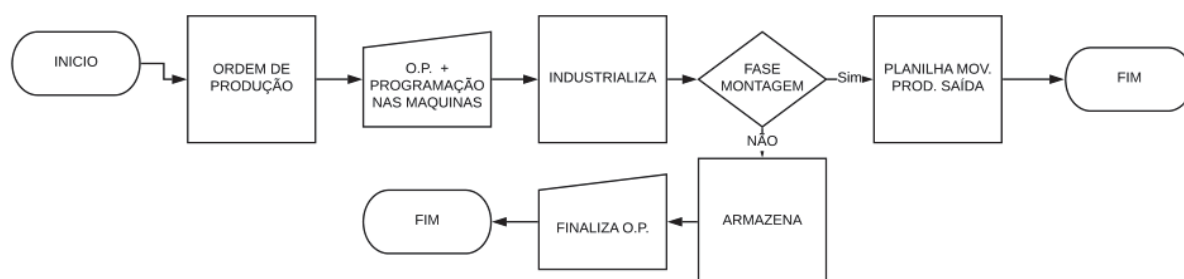 INICIO
ORDEM DE
PRODUÇÃO
O.P. +
PROGRAMAÇÃO
NAS MAQUINAS
INDUSTRIALIZA
FASE
MONTAGEM
Sim
PLANILHA MOV.
PROD. SAÍDA
FIM
NÃO
ARMAZENA
FINALIZA O.P.
FIM